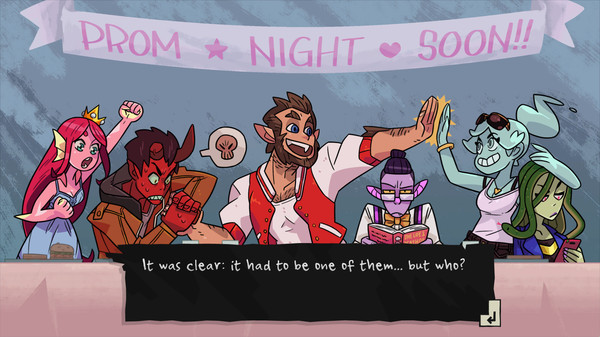 PROM ★ NIGHT ♥ SOON!!
It was clear: it had to be one of them... but who?